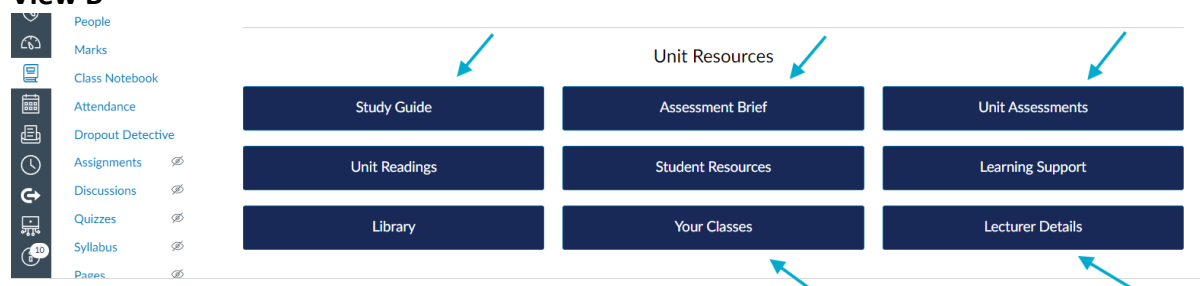 View B
People
Marks
Class Notebook
Attendance
Dropout Detective
Assignments
Discussions
Quizzes
Syllabus
Pages
10
Unit Resources
Study Guide Assessment Brief Unit Assessments
Unit Readings Student Resources Learning Support
Library Your Classes Lecturer Details